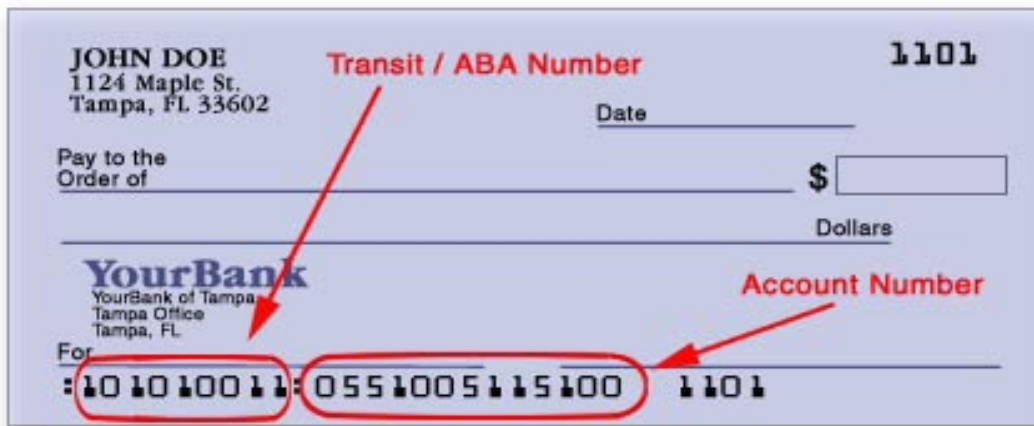 JOHN DOE
1124 Maple St.
Tampa, FL 33602
Transit / ABA Number
1101
Date
Pay to the
Order of
$
Dollars
YourBank
YourBank of Tampa
Tampa Office
Tampa, FL
Account Number
For
:101010011: 0551005115100 1101